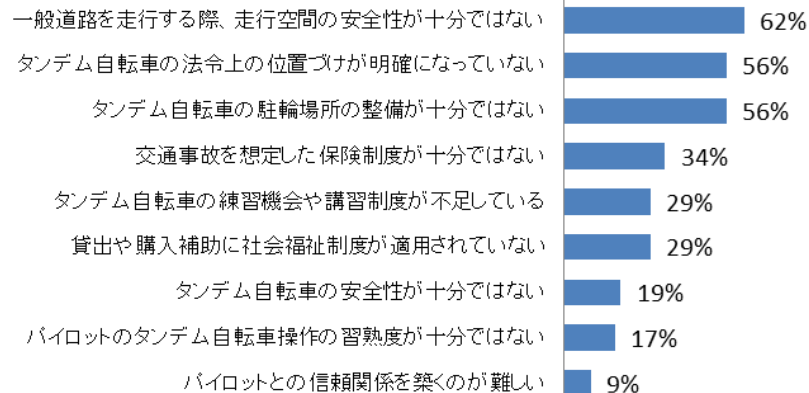 一般道路を走行する際、走行空間の安全性が十分ではない 62%
タンデム自転車の法令上の位置づけが明確になっていない 56%
タンデム自転車の駐輪場所の整備が十分ではない 56%
交通事故を想定した保険制度が十分ではない 34%
タンデム自転車の練習機会や講習制度が不足している 29%
貸出や購入補助に社会福祉制度が適用されていない 29%
タンデム自転車の安全性が十分ではない 19%
パイロットのタンデム自転車操作の習熟度が十分ではない 17%
パイロットとの信頼関係を築くのが難しい 9%